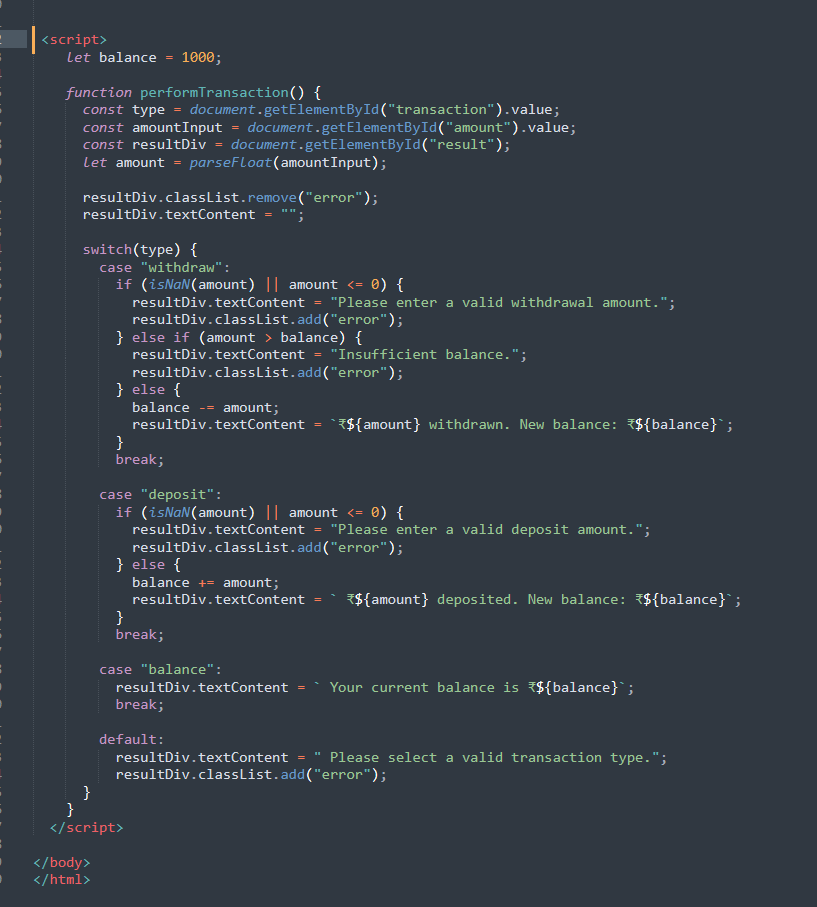 <script>
let balance = 1000;
function performTransaction() {
const type = document.getElementById("transaction").value;
const amountInput = document.getElementById("amount").value;
const resultDiv = document.getElementById("result");
let amount = parseFloat(amountInput);
resultDiv.classList.remove("error");
resultDiv.textContent = "";
switch(type) {
case "withdraw":
if (isNaN(amount) || amount <= 0) {
resultDiv.textContent = "Please enter a valid withdrawal amount.";
resultDiv.classList.add("error");
} else if (amount > balance) {
resultDiv.textContent = "Insufficient balance.";
resultDiv.classList.add("error");
} else {
balance -= amount;
resultDiv.textContent = `₹${amount} withdrawn. New balance: ₹${balance}`;
}
break;
case "deposit":
if (isNaN(amount) || amount <= 0) {
resultDiv.textContent = "Please enter a valid deposit amount.";
resultDiv.classList.add("error");
} else {
balance += amount;
resultDiv.textContent = ` ₹${amount} deposited. New balance: ₹${balance}`;
}
break;
case "balance":
resultDiv.textContent = ` Your current balance is ₹${balance}`;
break;
default:
resultDiv.textContent = " Please select a valid transaction type.";
resultDiv.classList.add("error");
}
}
</script>
</body>
</html>